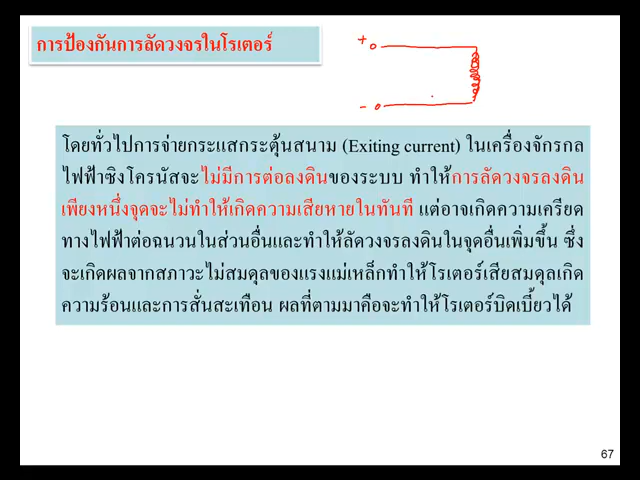 การป้องกันการลัดวงจรในโรเตอร์
+
-
โดยทั่วไปการจ่ายกระแสกระตุ้นสนาม (Exiting current) ในเครื่องจักรกล
ไฟฟ้าซิงโครนัสจะไม่มีการต่อลงดินของระบบ ทำให้การลัดวงจรลงดิน
เพียงหนึ่งจุดจะไม่ทำให้เกิดความเสียหายในทันที แต่อาจเกิดความเครียด
ทางไฟฟ้าต่อฉนวนในส่วนอื่นและทำให้ลัดวงจรลงดินในจุดอื่นเพิ่มขึ้น ซึ่ง
จะเกิดผลจากสภาวะไม่สมดุลของแรงแม่เหล็กทำให้โรเตอร์เสียสมดุลเกิด
ความร้อนและการสั่นสะเทือน ผลที่ตามมาคือจะทำให้โรเตอร์บิดเบี้ยวได้
67